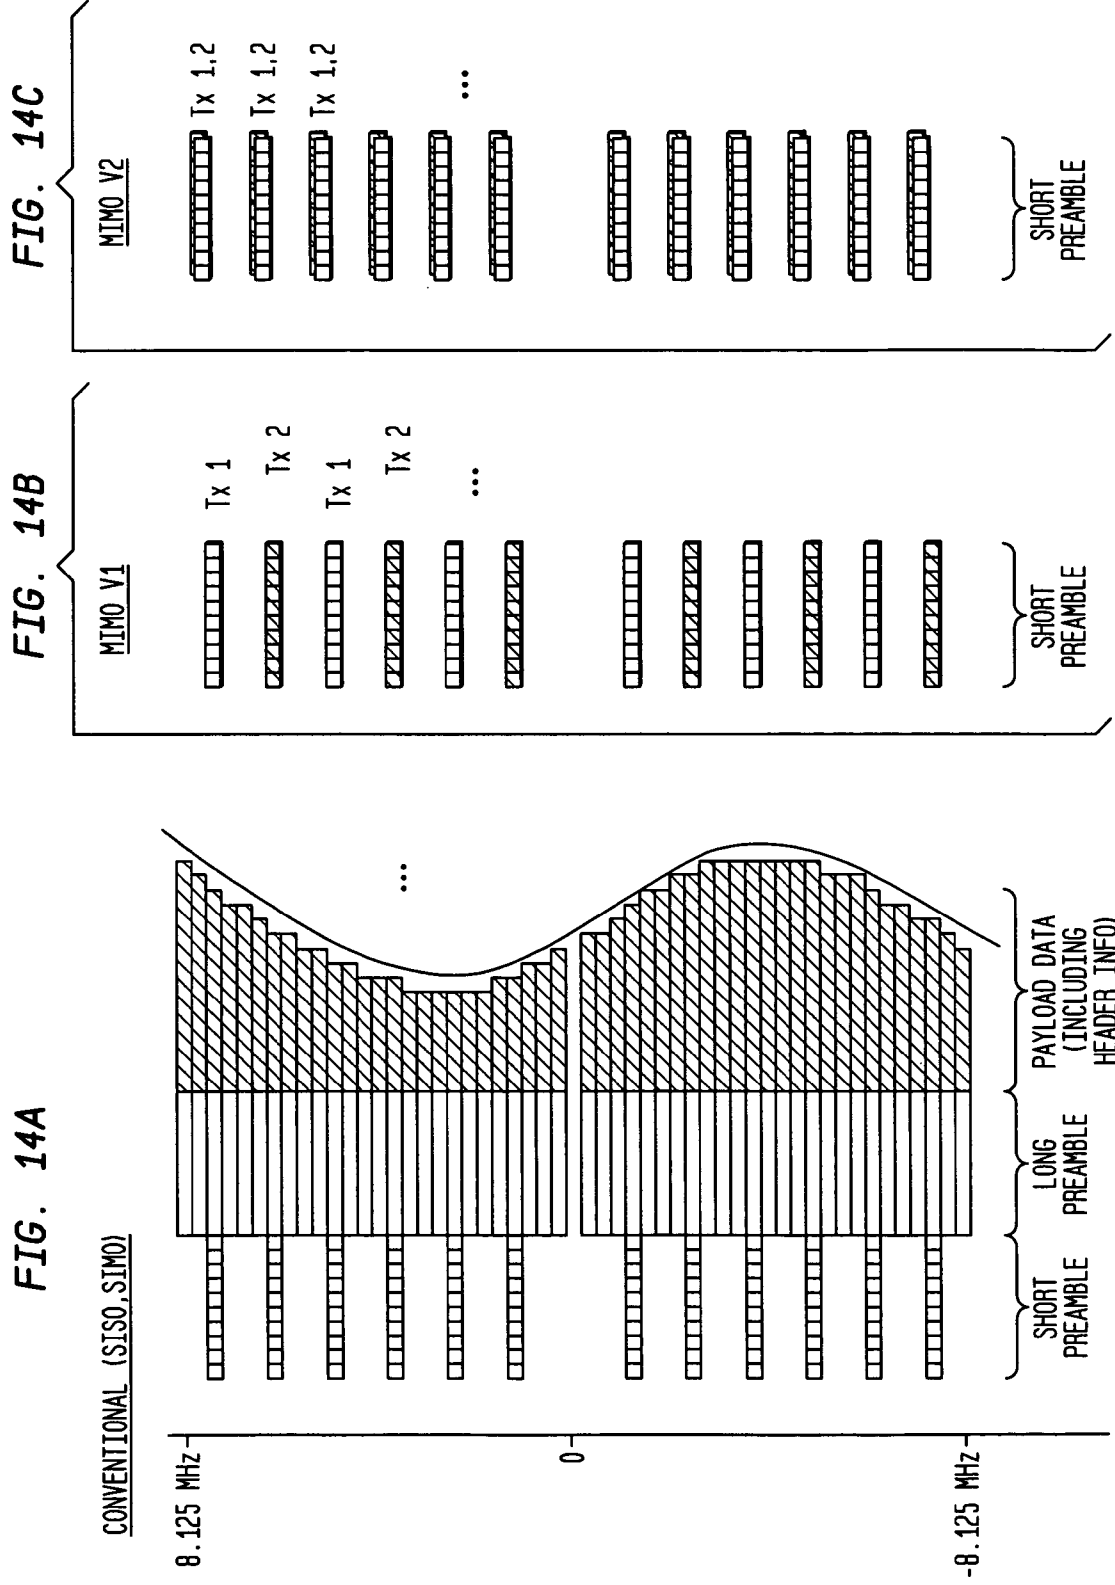 FIG. 14A
CONVENTIONAL (SISO,SIMO)
8.125 MHz
0
-8.125 MHz
...
SHORT
PREAMBLE
LONG
PREAMBLE
PAYLOAD DATA
(INCLUDING
HEADER INFO)
FIG. 14B
MIMO V1
Tx 1
Tx 2
Tx 1
Tx 2
...
SHORT
PREAMBLE
FIG. 14C
MIMO V2
Tx 1,2
Tx 1,2
Tx 1,2
...
SHORT
PREAMBLE